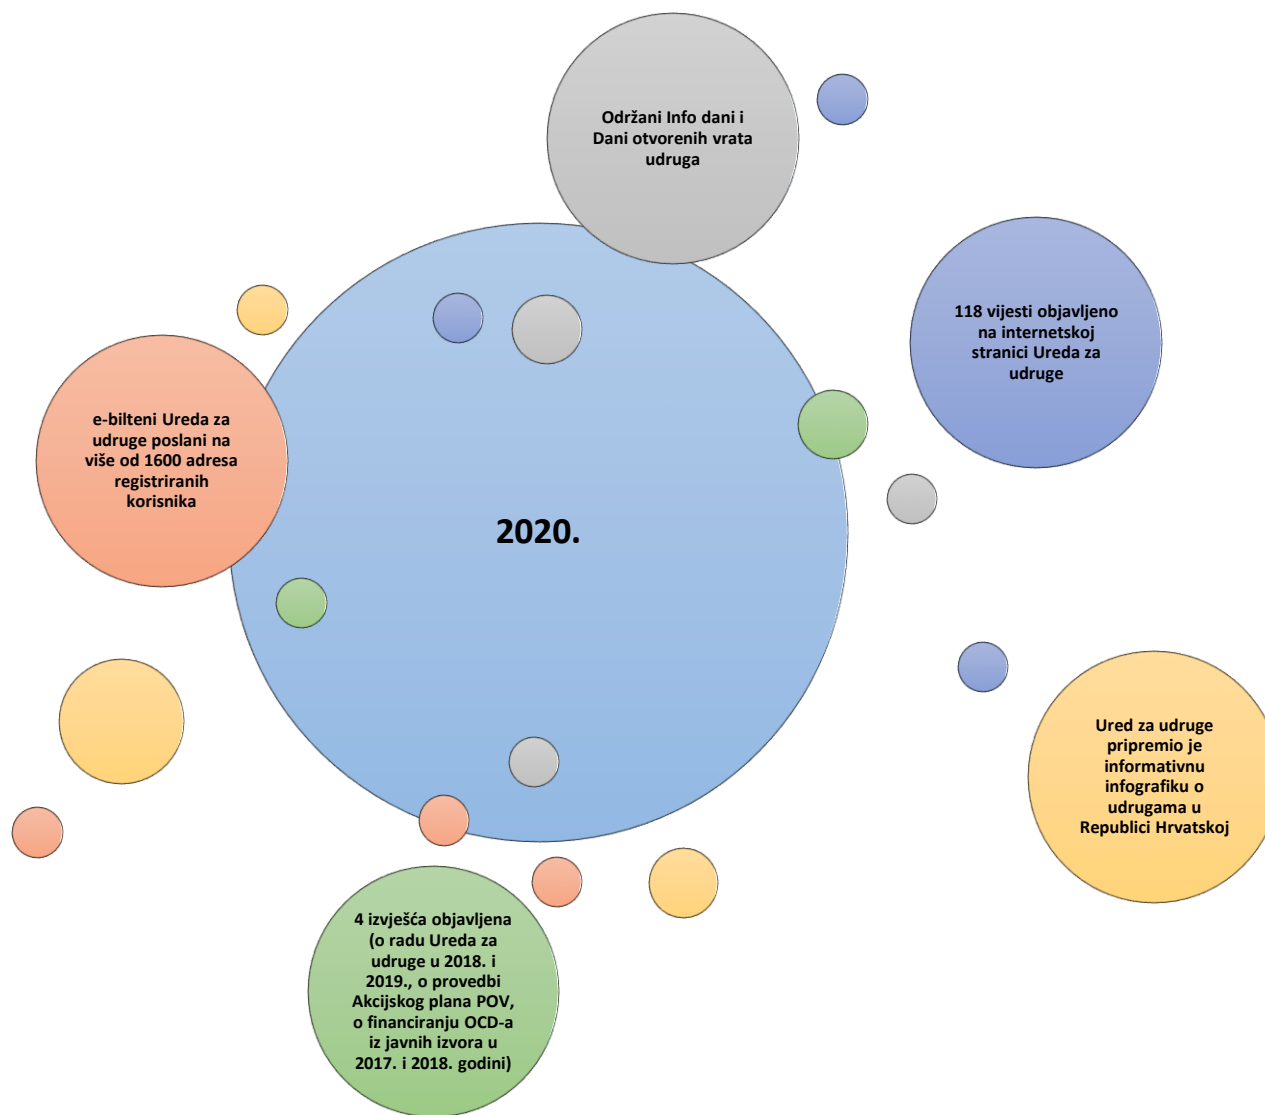 Održani Info dani i
Dani otvorenih vrata
udruga
118 vijesti objavljeno
na internetskoj
stranici Ureda za
udruge
e-bilteni Ureda za
udruge poslani na
više od 1600 adresa
registriranih
korisnika
2020.
Ured za udruge
pripremio je
informativnu
infografiku o
udrugama u
Republici Hrvatskoj
4 izvješća objavljena
(o radu Ureda za
udruge u 2018. i
2019., o provedbi
Akcijskog plana POV,
o financiranju OCD-a
iz javnih izvora u
2017. i 2018. godini)